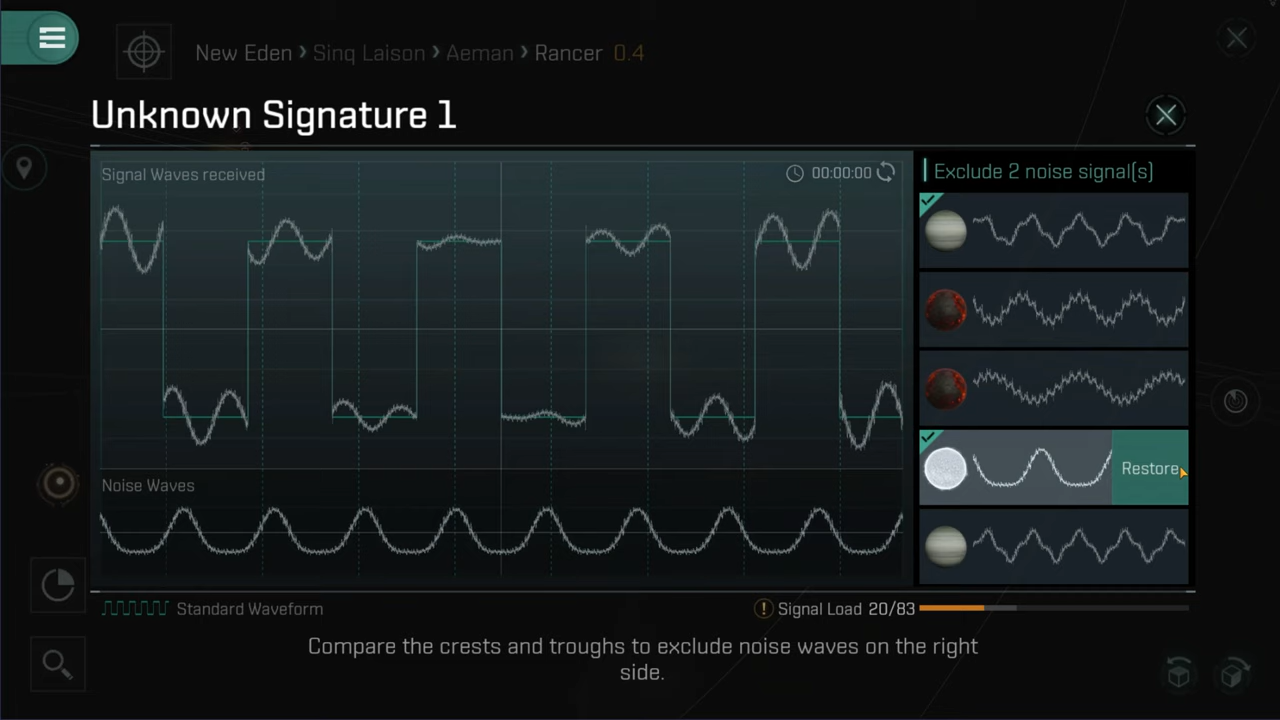 New Eden › Sinq Laison › Aeman › Rancer 0.4
Unknown Signature 1
Signal Waves received
00:00:00
Exclude 2 noise signal(s)
Restore
Noise Waves
Standard Waveform
! Signal Load 20/83
Compare the crests and troughs to exclude noise waves on the right
side.